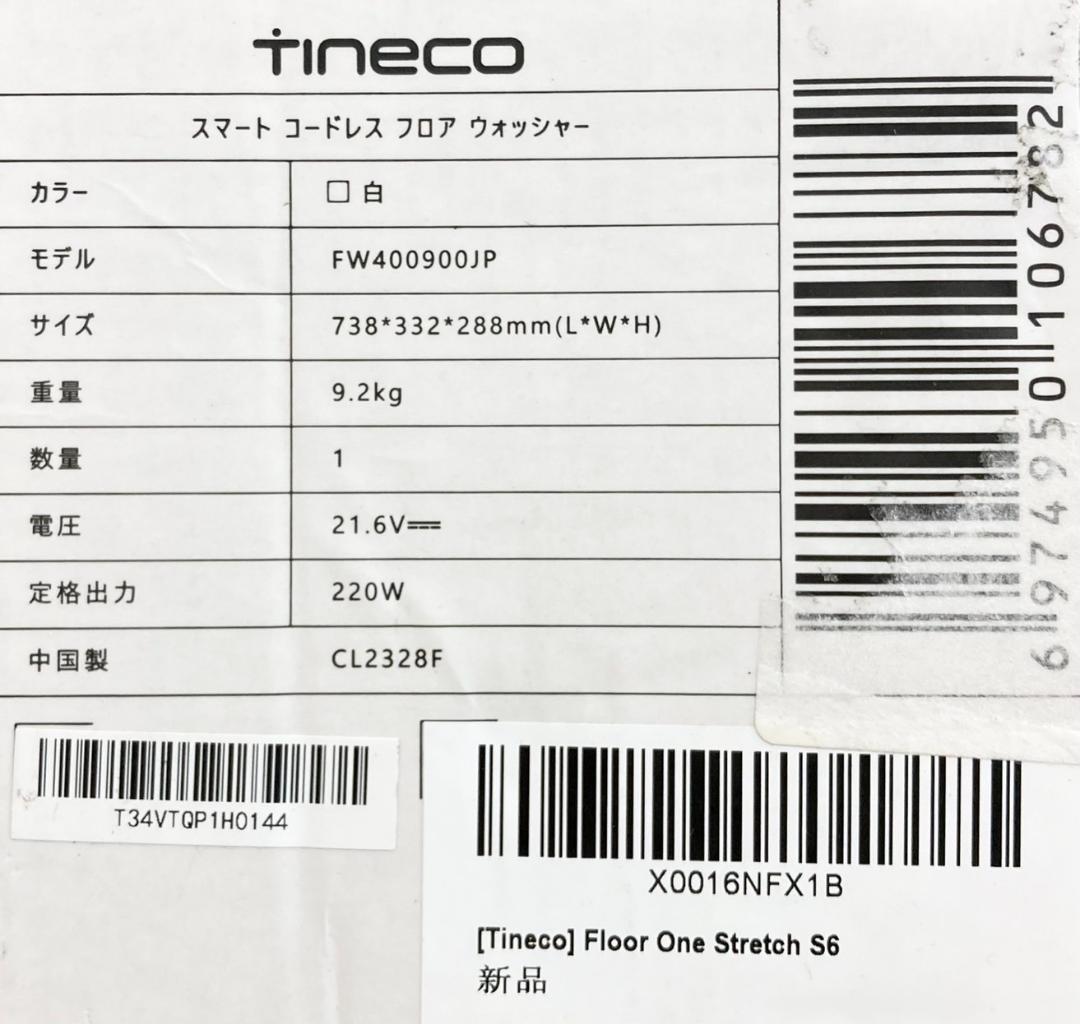 Tineco
スマート コードレス フロア ウォッシャー
カラー □ 白
モデル FW400900JP
サイズ 738*332*288mm(L*W*H)
重量 9.2kg
数量 1
電圧 21.6V⎓
定格出力 220W
中国製 CL2328F
6 974950 106782
T34VTQP1H0144
X0016NFX1B
[Tineco] Floor One Stretch S6
新品